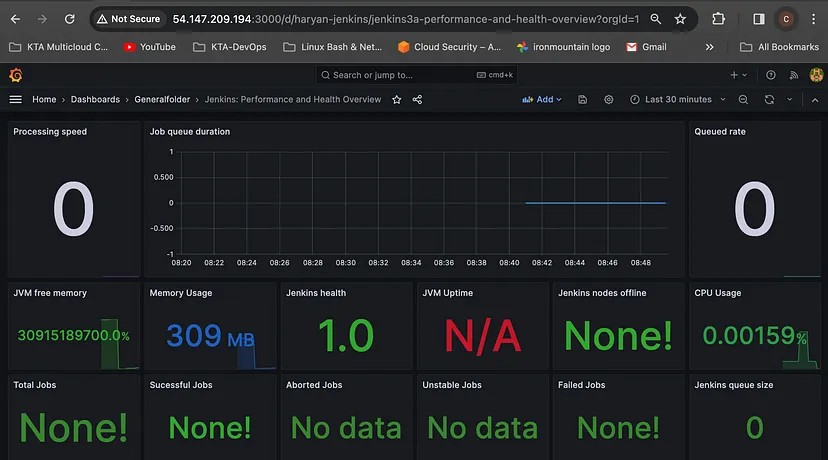 Not Secure 54.147.209.194:3000/d/haryan-jenkins/jenkins3a-performance-and-health-overview?orgId=1 C
KTA Multicloud C... YouTube KTA-DevOps Linux Bash & Net... Cloud Security – A... ironmountain logo Gmail » All Bookmarks
Search or jump to... cmd+k
Home › Dashboards › Generalfolder › Jenkins: Performance and Health Overview Add Last 30 minutes
Processing speed
0
Job queue duration
1
0.500
0
-0.500
-1
08:20 08:22 08:24 08:26 08:28 08:30 08:32 08:34 08:36 08:38 08:40 08:42 08:44 08:46 08:48
Queued rate
0
JVM free memory
30915189700.0%
Memory Usage
309 MB
Jenkins health
1.0
JVM Uptime
N/A
Jenkins nodes offline
None!
CPU Usage
0.00159%
Total Jobs
None!
Sucessful Jobs
None!
Aborted Jobs
No data
Unstable Jobs
No data
Failed Jobs
None!
Jenkins queue size
0